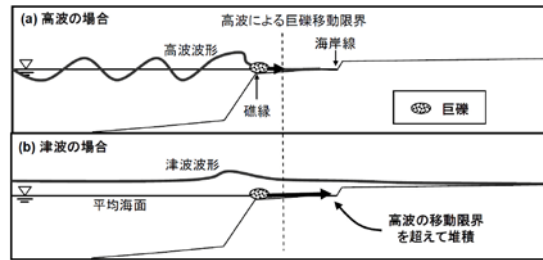 (a) 高波の場合
高波による巨礫移動限界
高波波形
海岸線
礁縁
巨礫
(b) 津波の場合
津波波形
平均海面
高波の移動限界
を超えて堆積